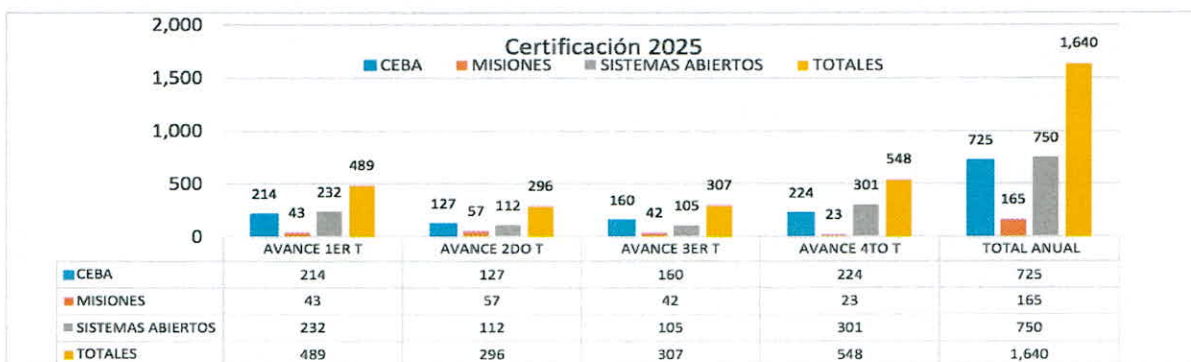 2,000
Certificación 2025
CEBA MISIONES SISTEMAS ABIERTOS TOTALES
1,640
1,500
1,000
725 750
500
489 548
214 232 296 307 301
127 160 224 165
43 57 112 42 105 23
0
AVANCE 1ER T AVANCE 2DO T AVANCE 3ER T AVANCE 4TO T TOTAL ANUAL
CEBA 214 127 160 224 725
MISIONES 43 57 42 23 165
SISTEMAS ABIERTOS 232 112 105 301 750
TOTALES 489 296 307 548 1,640